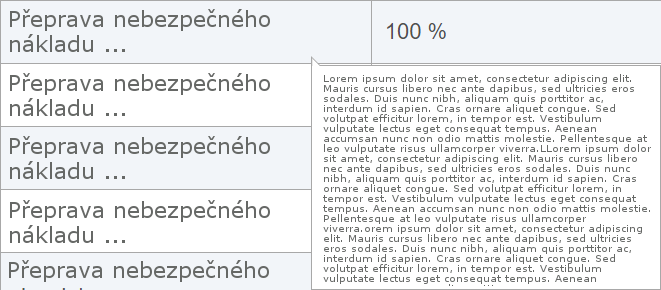 Přeprava nebezpečného
nákladu ...
100 %
Přeprava nebezpečného
nákladu ...
Přeprava nebezpečného
nákladu ...
Přeprava nebezpečného
nákladu ...
Přeprava nebezpečného
Lorem ipsum dolor sit amet, consectetur adipiscing elit.
Mauris cursus libero nec ante dapibus, sed ultricies eros
sodales. Duis nunc nibh, aliquam quis porttitor ac,
interdum id sapien. Cras ornare aliquet congue. Sed
volutpat efficitur lorem, in tempor est. Vestibulum
vulputate lectus eget consequat tempus. Aenean
accumsan nunc non odio mattis molestie. Pellentesque at
leo vulputate risus ullamcorper viverra.LLorem ipsum dolor
sit amet, consectetur adipiscing elit. Mauris cursus libero
nec ante dapibus, sed ultricies eros sodales. Duis nunc
nibh, aliquam quis porttitor ac, interdum id sapien. Cras
ornare aliquet congue. Sed volutpat efficitur lorem, in
tempor est. Vestibulum vulputate lectus eget consequat
tempus. Aenean accumsan nunc non odio mattis molestie.
Pellentesque at leo vulputate risus ullamcorper
viverra.orem ipsum dolor sit amet, consectetur adipiscing
elit. Mauris cursus libero nec ante dapibus, sed ultricies
eros sodales. Duis nunc nibh, aliquam quis porttitor ac,
interdum id sapien. Cras ornare aliquet congue. Sed
volutpat efficitur lorem, in tempor est. Vestibulum
vulputate lectus eget consequat tempus. Aenean